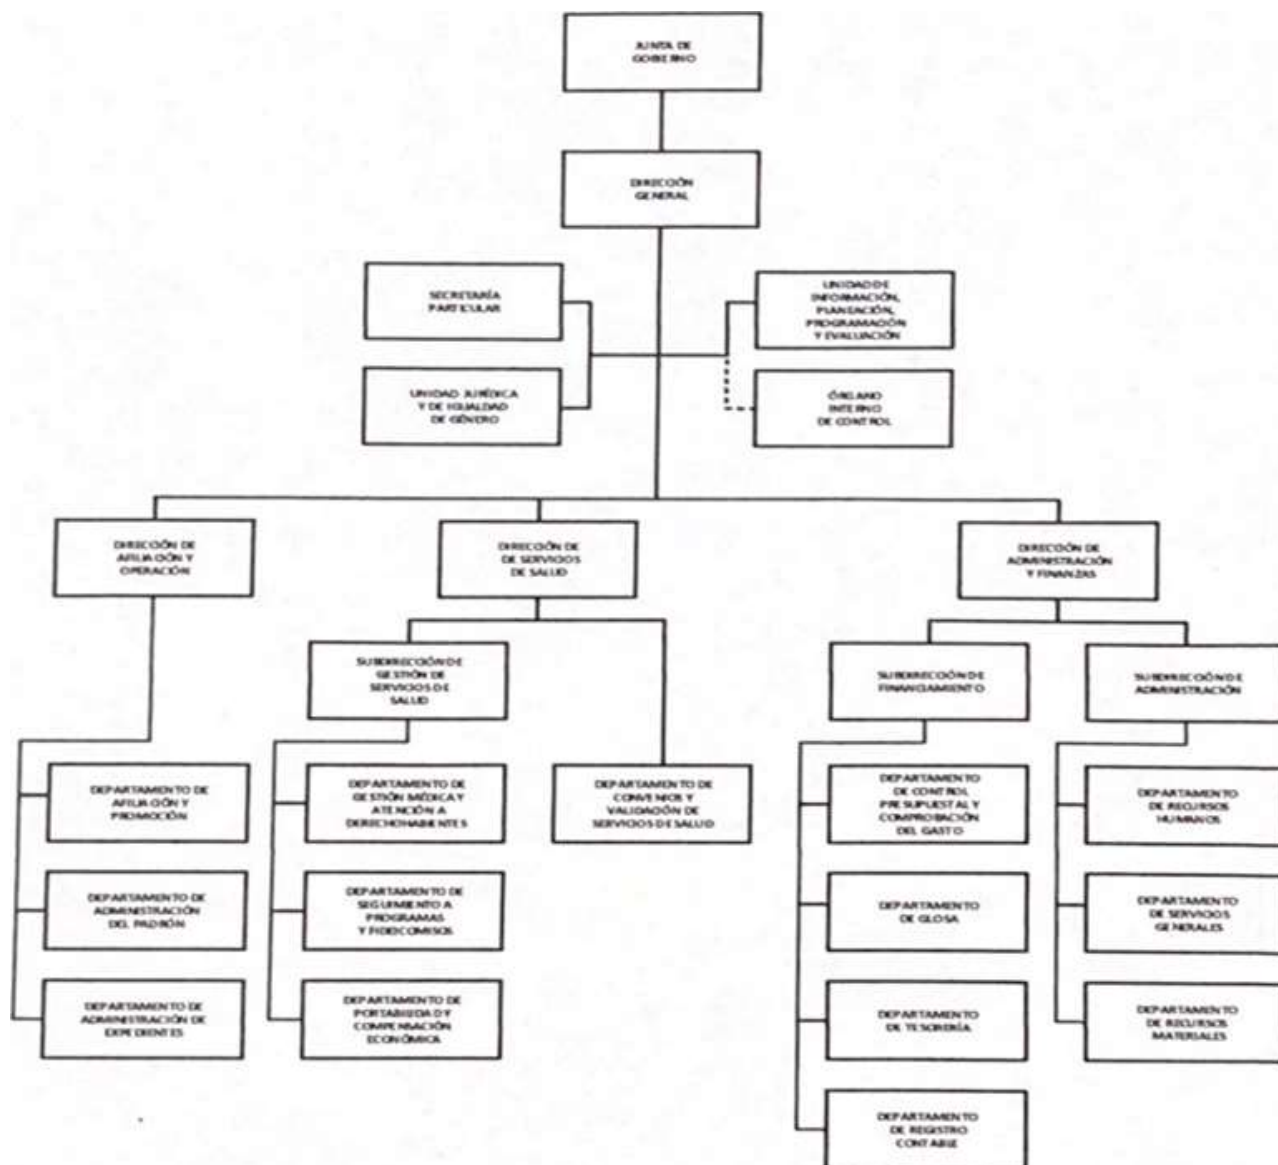 JUNTA DE
GOBIERNO
DIRECCIÓN
GENERAL
SECRETARÍA
PARTICULAR
UNIDAD DE
INFORMACIÓN,
PLANEACIÓN,
PROGRAMACIÓN
Y EVALUACIÓN
UNIDAD JURÍDICA
Y DE IGUALDAD
DE GÉNERO
ÓRGANO
INTERNO
DE CONTROL
DIRECCIÓN DE
AFILIACIÓN Y
OPERACIÓN
DIRECCIÓN DE
DE SERVICIOS
DE SALUD
DIRECCIÓN DE
ADMINISTRACIÓN
Y FINANZAS
SUBDIRECCIÓN DE
GESTIÓN DE
SERVICIOS DE
SALUD
SUBDIRECCIÓN DE
FINANCIAMIENTO
SUBDIRECCIÓN DE
ADMINISTRACIÓN
DEPARTAMENTO DE
AFILIACIÓN Y
PROMOCIÓN
DEPARTAMENTO DE
GESTIÓN MÉDICA Y
ATENCIÓN A
DERECHOHABIENTES
DEPARTAMENTO DE
CONVENIOS Y
VALIDACIÓN DE
SERVICIOS DE SALUD
DEPARTAMENTO
DE CONTROL
PRESUPUESTAL Y
COMPROBACIÓN
DEL GASTO
DEPARTAMENTO
DE RECURSOS
HUMANOS
DEPARTAMENTO DE
ADMINISTRACIÓN
DEL PADRÓN
DEPARTAMENTO DE
SEGUIMIENTO A
PROGRAMAS
Y FIDEICOMISOS
DEPARTAMENTO
DE GLOSA
DEPARTAMENTO
DE SERVICIOS
GENERALES
DEPARTAMENTO DE
ADMINISTRACIÓN DE
EXPEDIENTES
DEPARTAMENTO DE
PORTABILIDAD Y
COMPENSACIÓN
ECONÓMICA
DEPARTAMENTO
DE TESORERÍA
DEPARTAMENTO
DE RECURSOS
MATERIALES
DEPARTAMENTO
DE REGISTRO
CONTABLE